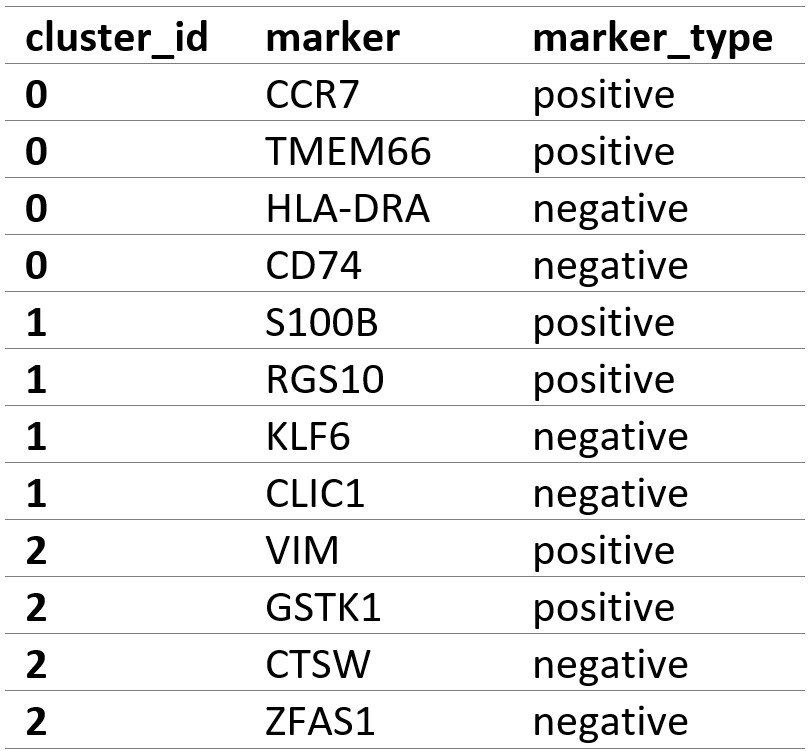 cluster_id marker marker_type
0 CCR7 positive
0 TMEM66 positive
0 HLA-DRA negative
0 CD74 negative
1 S100B positive
1 RGS10 positive
1 KLF6 negative
1 CLIC1 negative
2 VIM positive
2 GSTK1 positive
2 CTSW negative
2 ZFAS1 negative